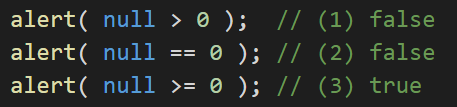 alert( null > 0 );  // (1) false
alert( null == 0 ); // (2) false
alert( null >= 0 ); // (3) true